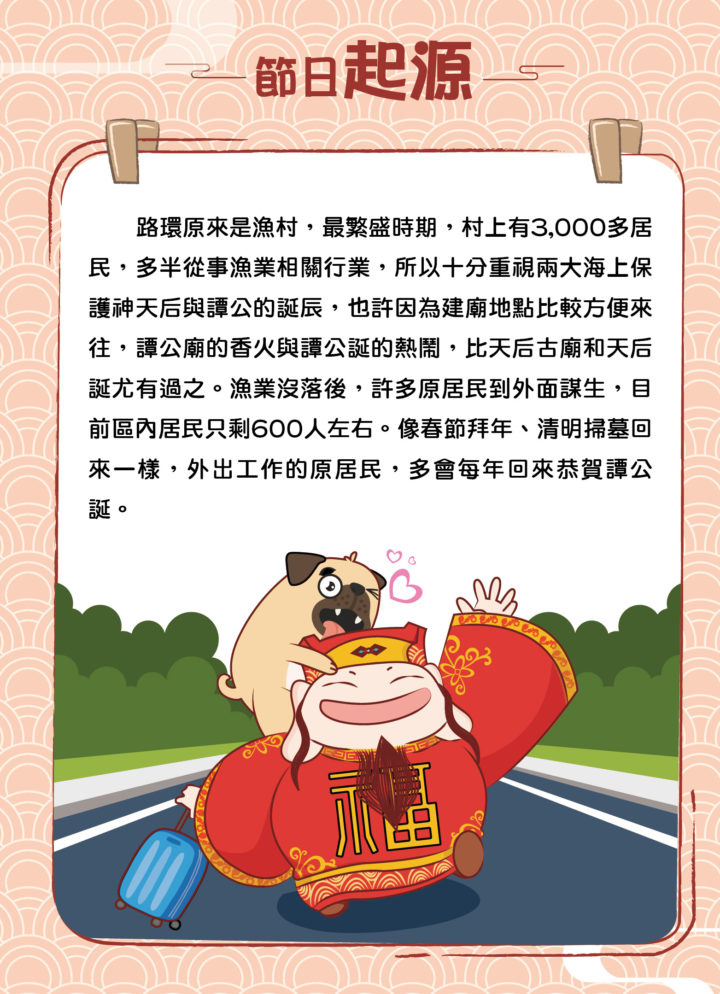 節日起源
路環原來是漁村，最繁盛時期，村上有3,000多居
民，多半從事漁業相關行業，所以十分重視兩大海上保
護神天后與譚公的誕辰，也許因為建廟地點比較方便來
往，譚公廟的香火與譚公誕的熱鬧，比天后古廟和天后
誕尤有過之。漁業沒落後，許多原居民到外面謀生，目
前區內居民只剩600人左右。像春節拜年、清明掃墓回
來一樣，外出工作的原居民，多會每年回來恭賀譚公
誕。
福